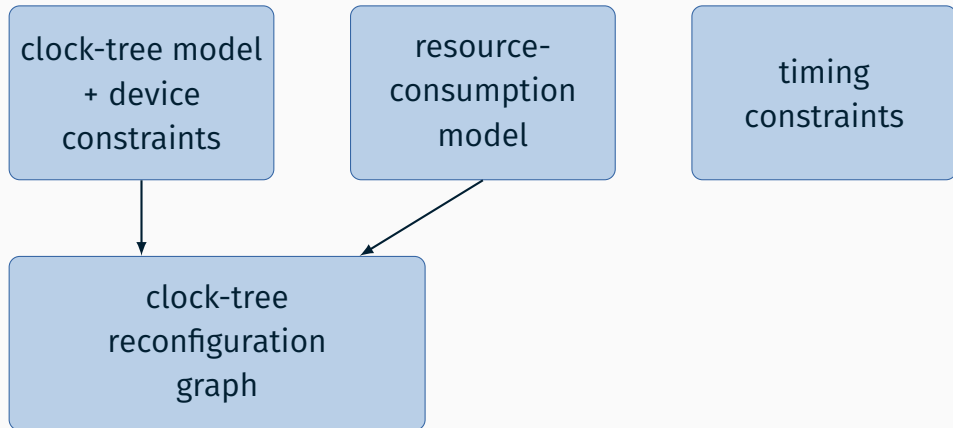 clock-tree model
+ device
constraints
resource-
consumption
model
timing
constraints
clock-tree
reconfiguration
graph